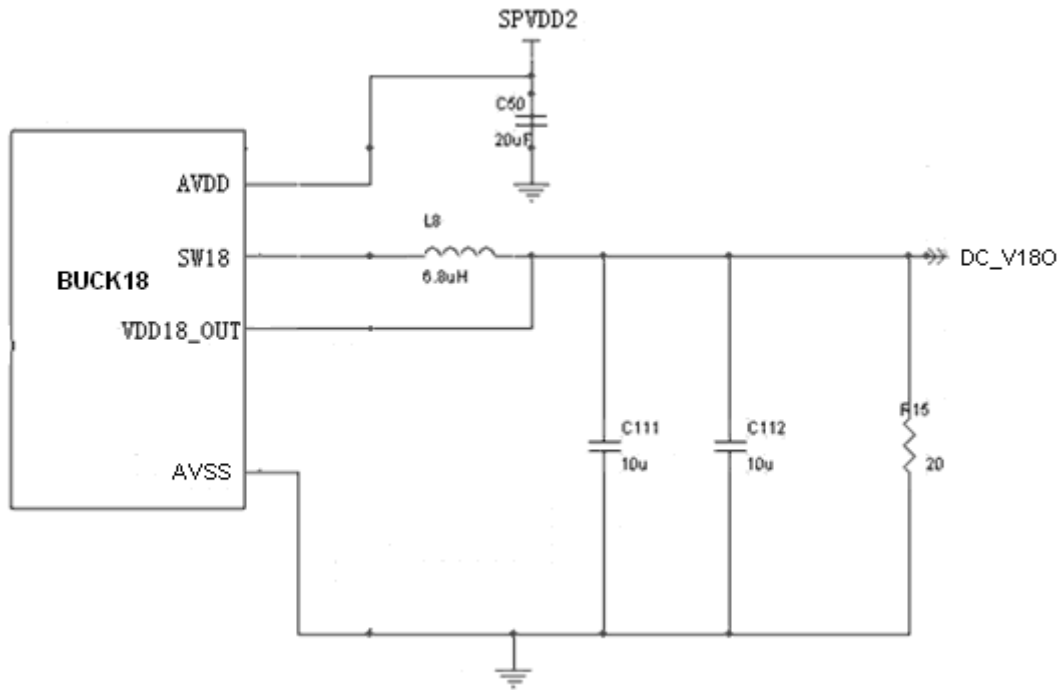 SPVDD2
C50
20uF
AVDD
L8
SW18
6.8uH
DC_V18O
BUCK18
VDD18_OUT
R15
C111
C112
10u
10u
20
AVSS